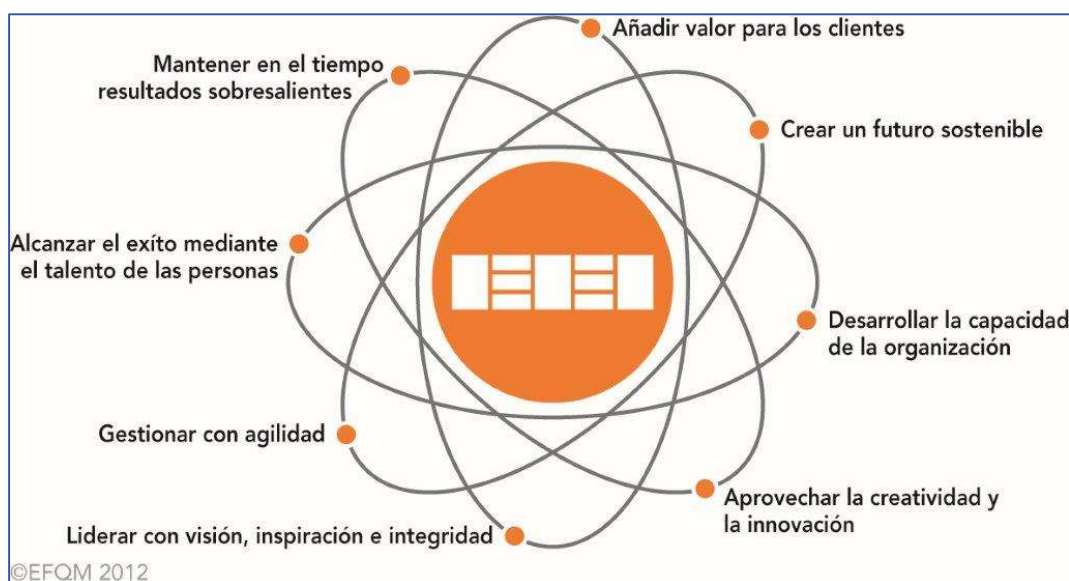 Añadir valor para los clientes
Mantener en el tiempo
resultados sobresalientes
Crear un futuro sostenible
Alcanzar el exíto mediante
el talento de las personas
Desarrollar la capacidad
de la organización
Gestionar con agilidad
Aprovechar la creatividad y
la innovación
Liderar con visión, inspiración e integridad
©EFQM 2012